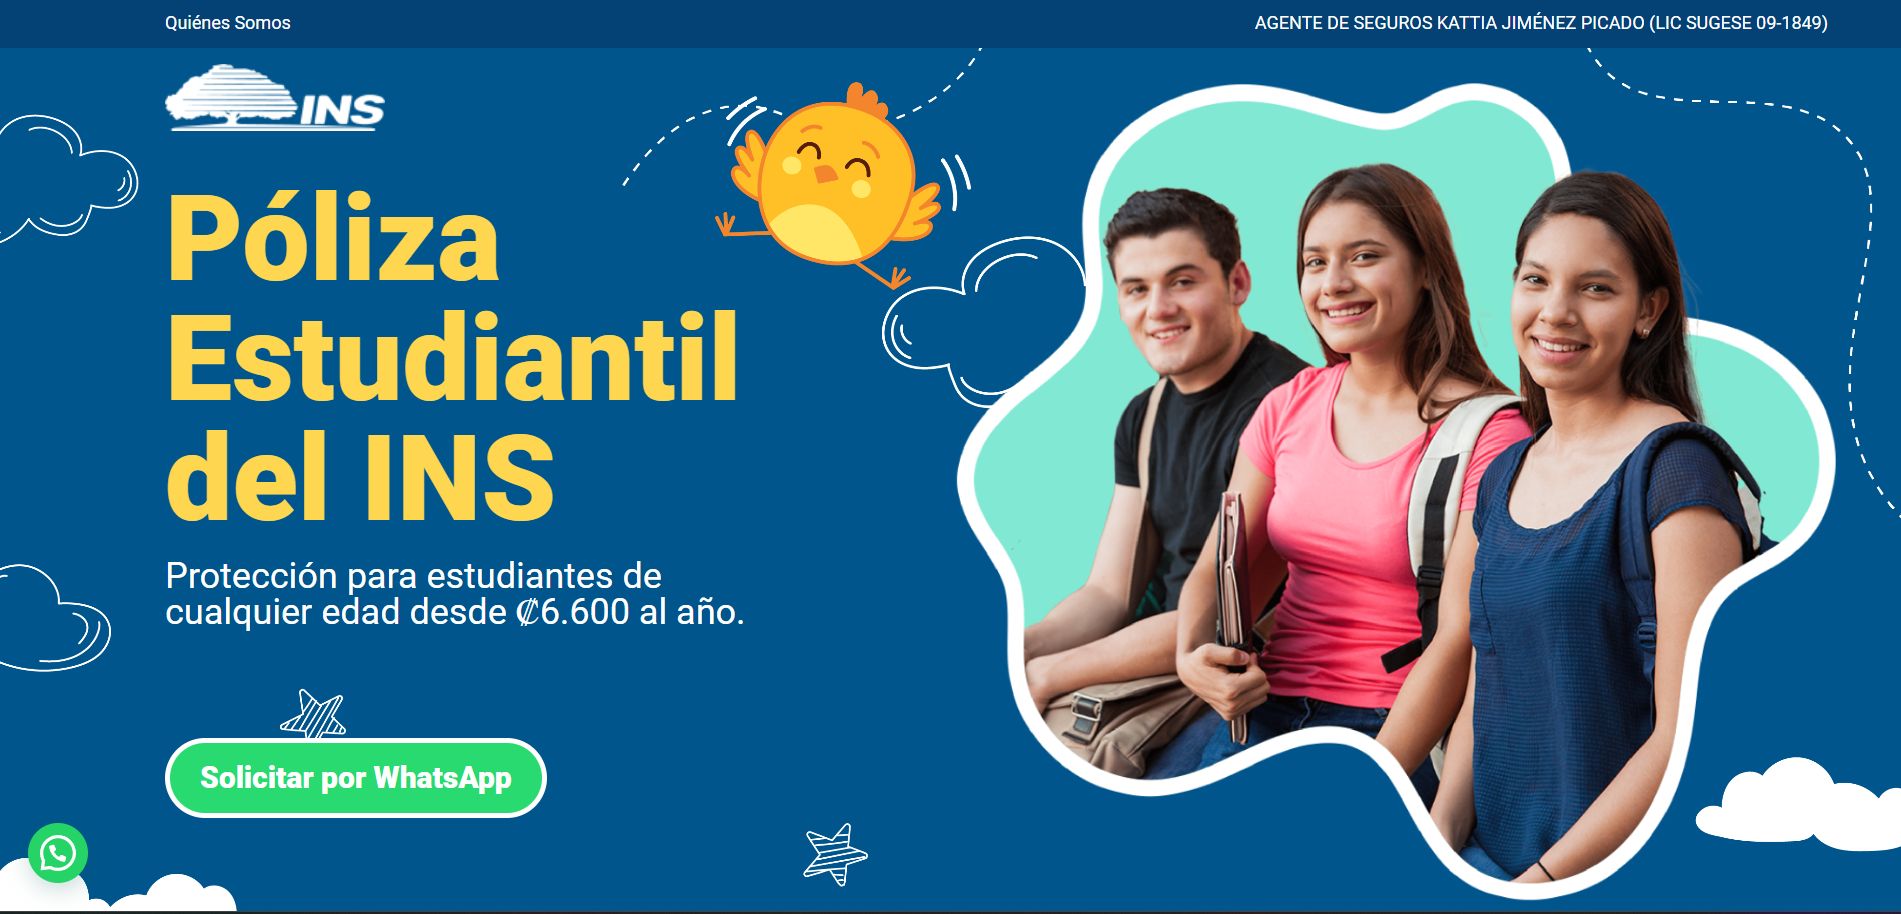 Quiénes Somos
AGENTE DE SEGUROS KATTIA JIMÉNEZ PICADO (LIC SUGESE 09-1849)
INS
Póliza
Estudiantil
del INS
Protección para estudiantes de
cualquier edad desde ₡6.600 al año.
Solicitar por WhatsApp